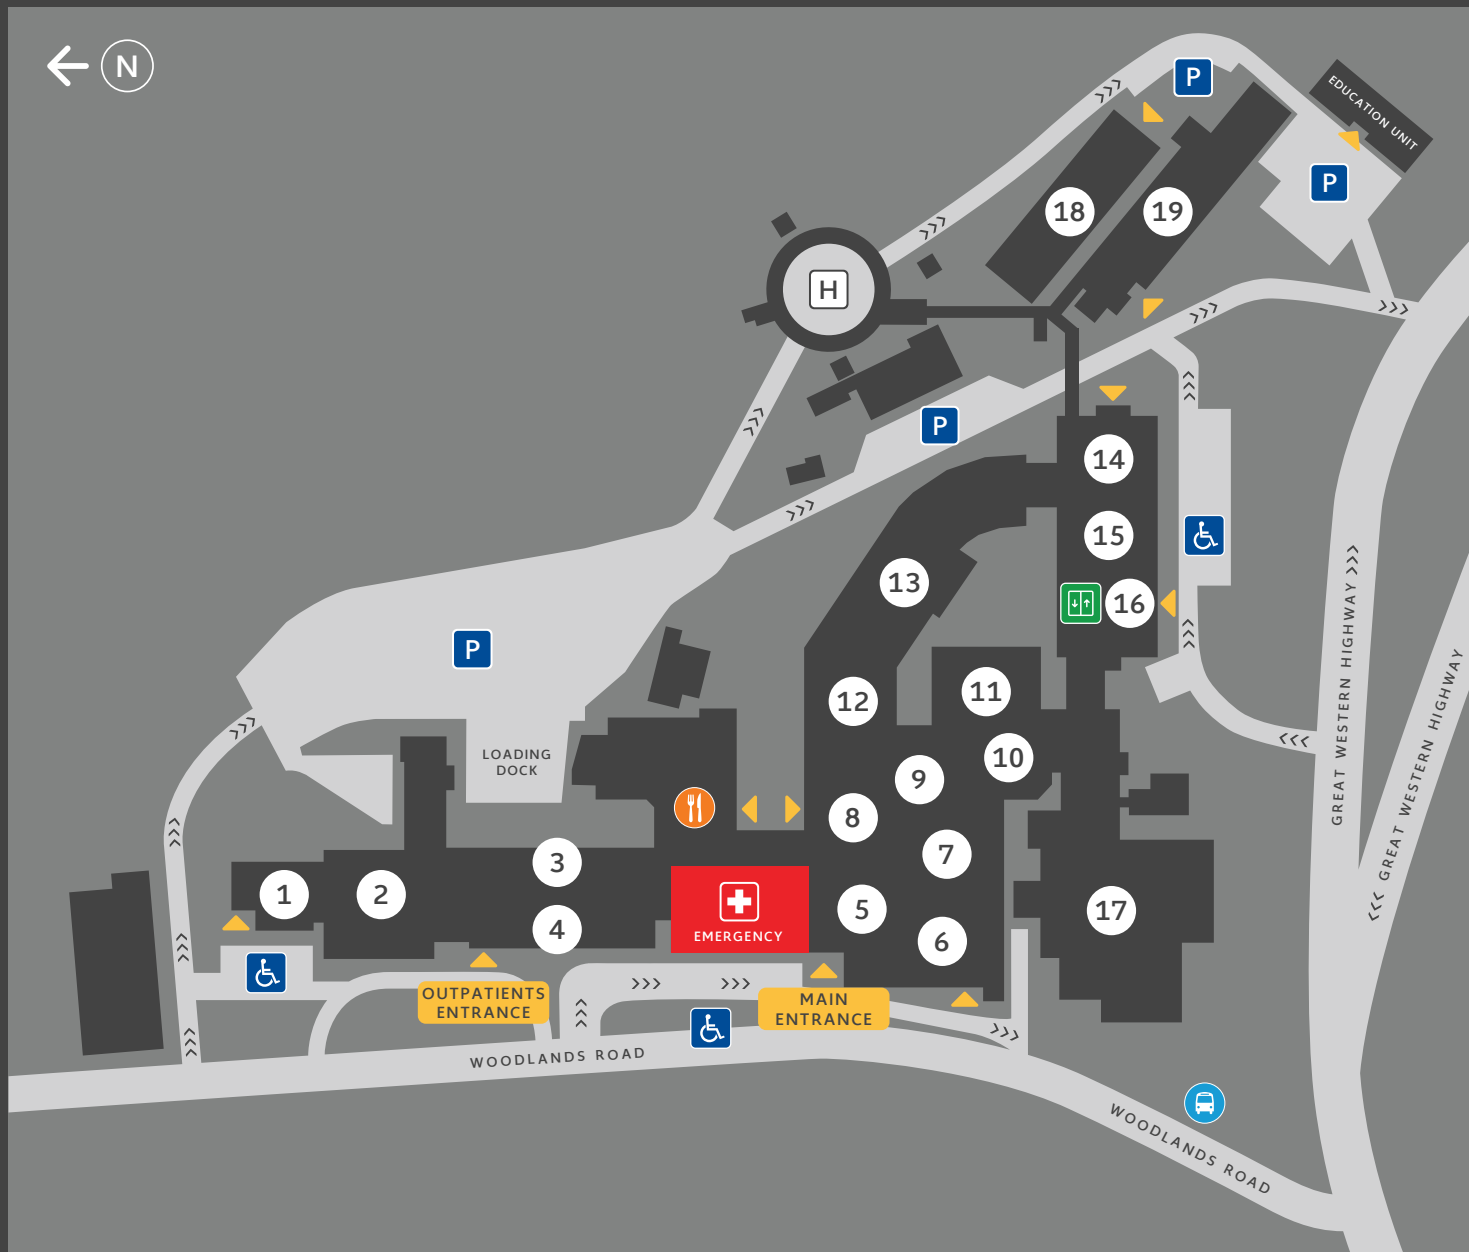 N
P
EDUCATION UNIT
P
18
19
H
P
14
15
13
16
P
12
11
LOADING
DOCK
10
9
8
7
3
1
2
4
5
6
17
EMERGENCY
OUTPATIENTS
ENTRANCE
MAIN
ENTRANCE
WOODLANDS ROAD
WOODLANDS ROAD
GREAT WESTERN HIGHWAY
GREAT WESTERN HIGHWAY